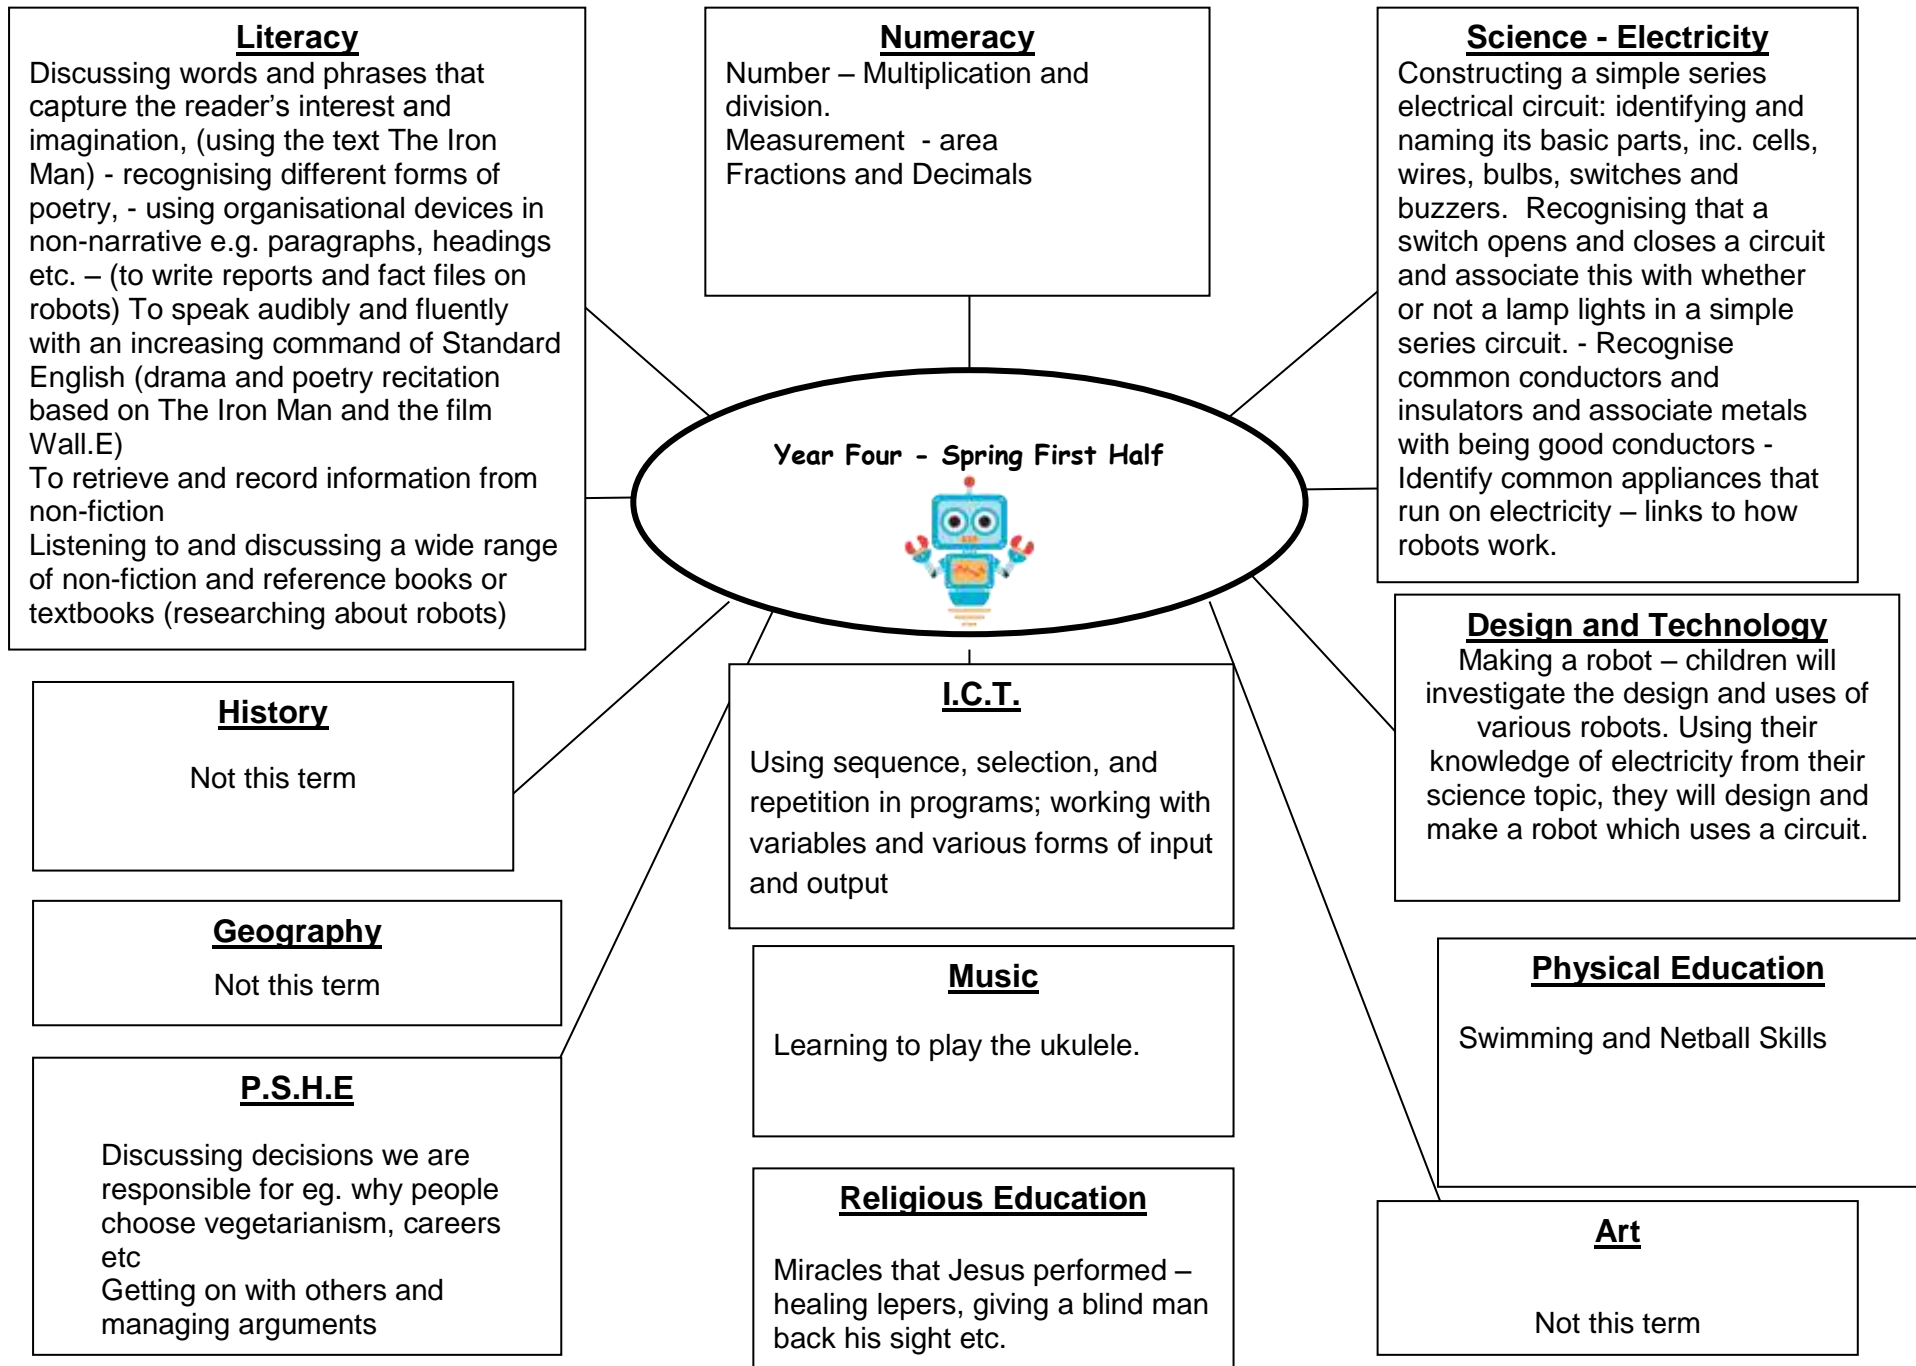 Literacy
Discussing words and phrases that
capture the reader’s interest and
imagination, (using the text The Iron
Man) - recognising different forms of
poetry, - using organisational devices in
non-narrative e.g. paragraphs, headings
etc. – (to write reports and fact files on
robots) To speak audibly and fluently
with an increasing command of Standard
English (drama and poetry recitation
based on The Iron Man and the film
Wall.E)
To retrieve and record information from
non-fiction
Listening to and discussing a wide range
of non-fiction and reference books or
textbooks (researching about robots)
Numeracy
Number – Multiplication and
division.
Measurement  - area
Fractions and Decimals
Science - Electricity
Constructing a simple series
electrical circuit: identifying and
naming its basic parts, inc. cells,
wires, bulbs, switches and
buzzers.  Recognising that a
switch opens and closes a circuit
and associate this with whether
or not a lamp lights in a simple
series circuit. - Recognise
common conductors and
insulators and associate metals
with being good conductors -
Identify common appliances that
run on electricity – links to how
robots work.
Year Four - Spring First Half
Design and Technology
Making a robot – children will
investigate the design and uses of
various robots. Using their
knowledge of electricity from their
science topic, they will design and
make a robot which uses a circuit.
History
Not this term
I.C.T.
Using sequence, selection, and
repetition in programs; working with
variables and various forms of input
and output
Geography
Not this term
Music
Learning to play the ukulele.
Physical Education
Swimming and Netball Skills
P.S.H.E
Discussing decisions we are
responsible for eg. why people
choose vegetarianism, careers
etc
Getting on with others and
managing arguments
Religious Education
Miracles that Jesus performed –
healing lepers, giving a blind man
back his sight etc.
Art
Not this term